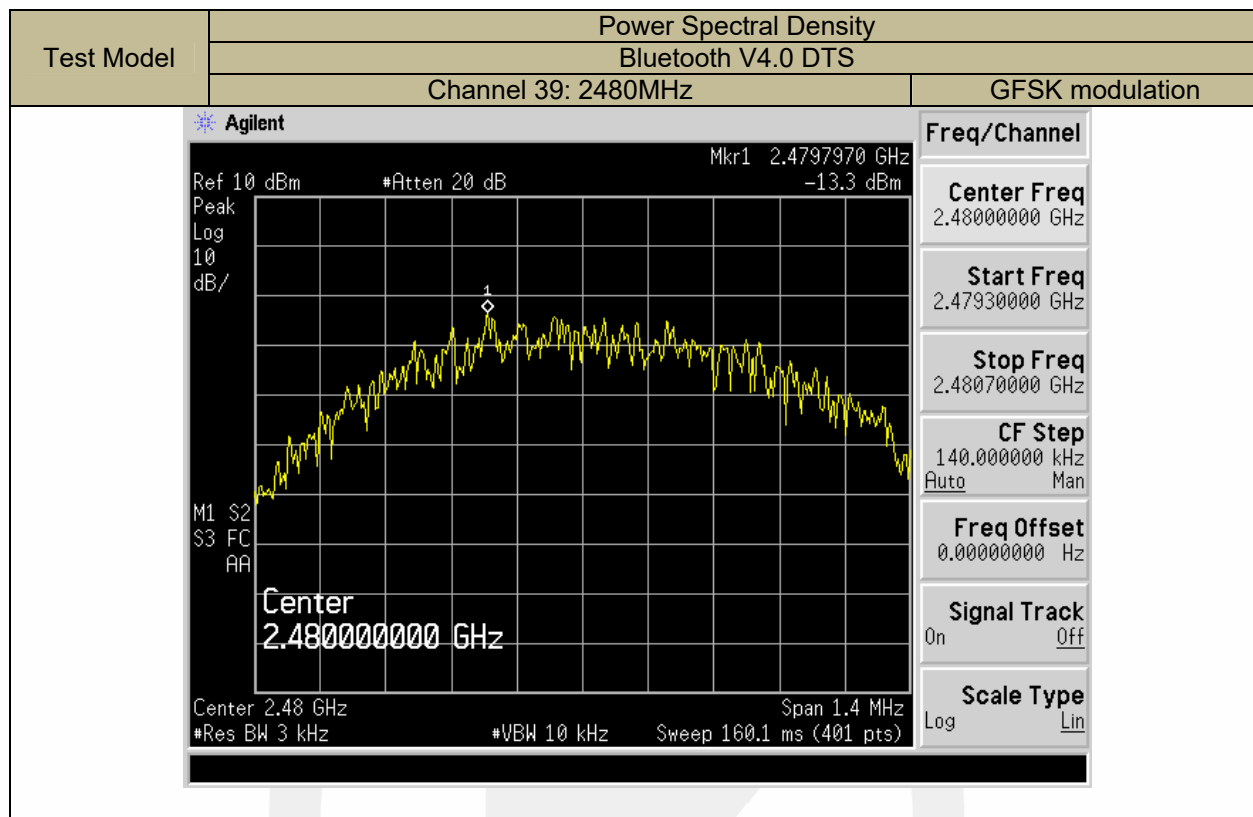 Test Model
Power Spectral Density
Bluetooth V4.0 DTS
Channel 39: 2480MHz GFSK modulation
Agilent
Mkr1 2.4797970 GHz
Ref 10 dBm #Atten 20 dB -13.3 dBm
Peak
Log
10
dB/
1
M1 S2
S3 FC
AA
Center
2.480000000 GHz
Center 2.48 GHz Span 1.4 MHz
#Res BW 3 kHz #VBW 10 kHz Sweep 160.1 ms (401 pts)
Freq/Channel
Center Freq
2.48000000 GHz
Start Freq
2.47930000 GHz
Stop Freq
2.48070000 GHz
CF Step
140.000000 kHz
Auto Man
Freq Offset
0.00000000 Hz
Signal Track
On Off
Scale Type
Log Lin